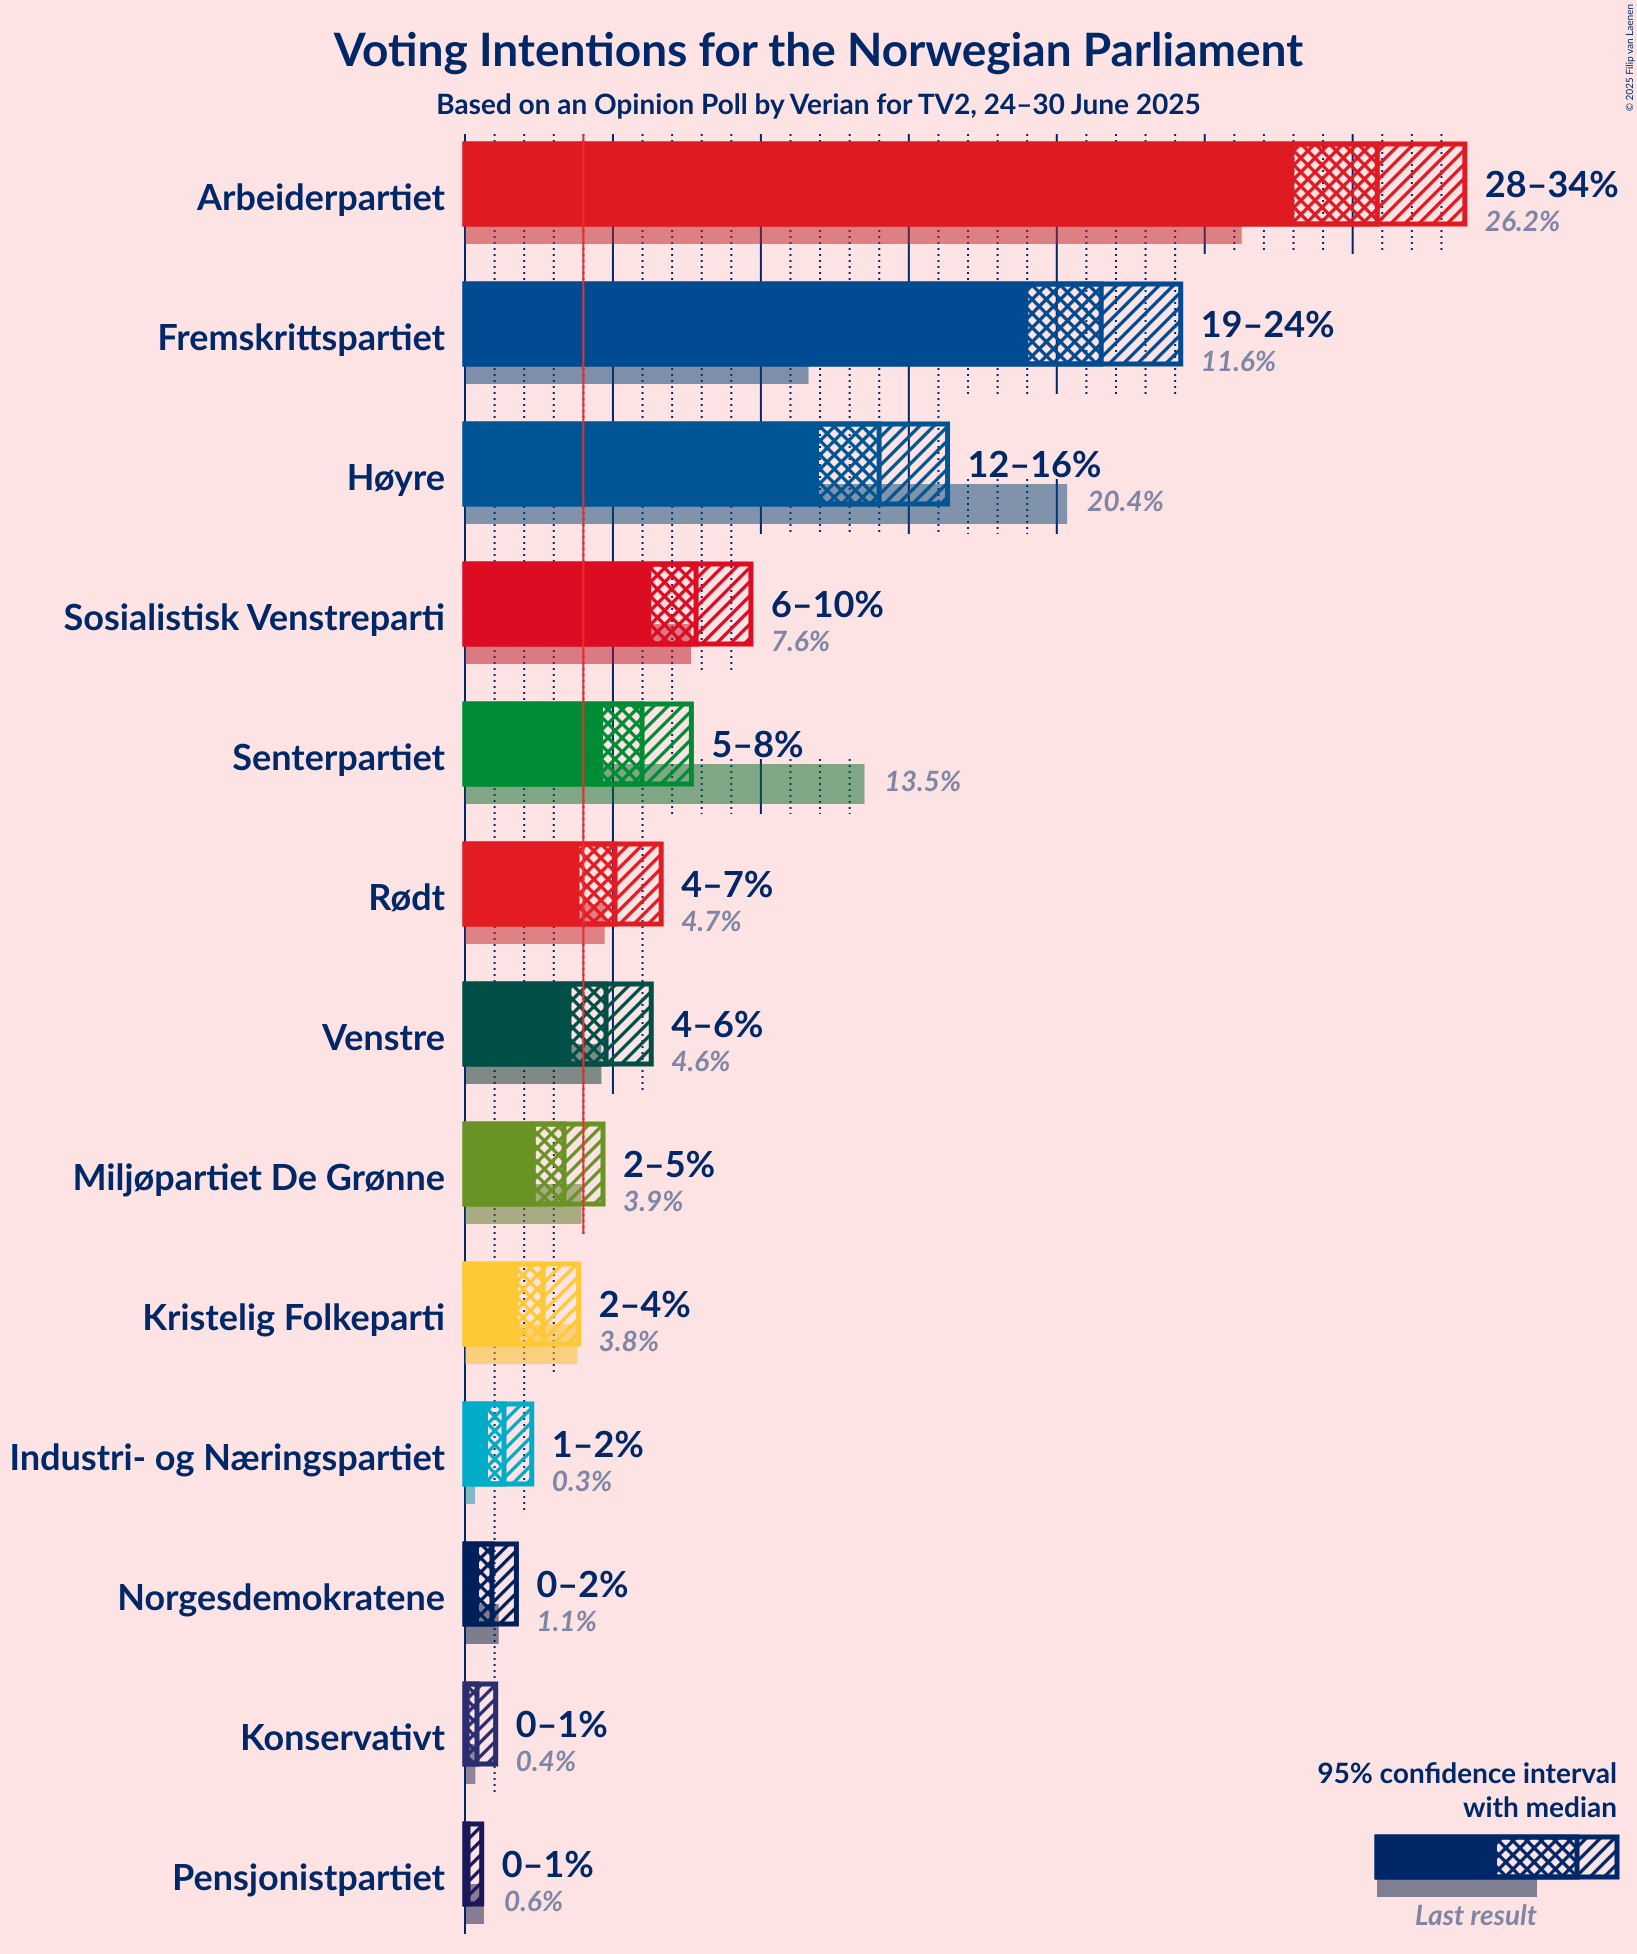 Voting Intentions for the Norwegian Parliament
Based on an Opinion Poll by Verian for TV2, 24–30 June 2025
© 2025 Filip van Laenen
Arbeiderpartiet
28–34%
26.2%
Fremskrittspartiet
19–24%
11.6%
Høyre
12–16%
20.4%
Sosialistisk Venstreparti
6–10%
7.6%
Senterpartiet
5–8%
13.5%
Rødt
4–7%
4.7%
Venstre
4–6%
4.6%
Miljøpartiet De Grønne
2–5%
3.9%
Kristelig Folkeparti
2–4%
3.8%
Industri- og Næringspartiet
1–2%
0.3%
Norgesdemokratene
0–2%
1.1%
Konservativt
0–1%
0.4%
Pensjonistpartiet
0–1%
0.6%
95% confidence interval
with median
Last result